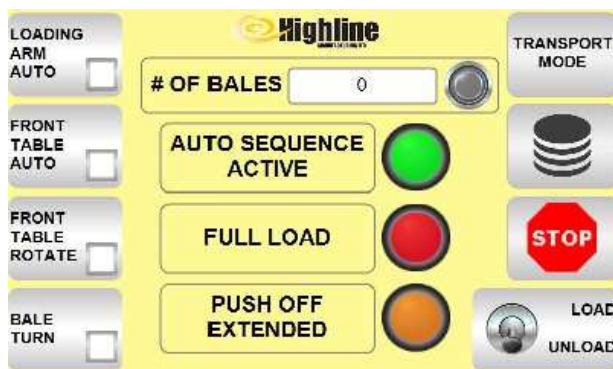 LOADING
ARM
AUTO
Highline
TRANSPORT
MODE
# OF BALES
0
FRONT
TABLE
AUTO
AUTO SEQUENCE
ACTIVE
FRONT
TABLE
ROTATE
FULL LOAD
STOP
BALE
TURN
PUSH OFF
EXTENDED
LOAD
UNLOAD